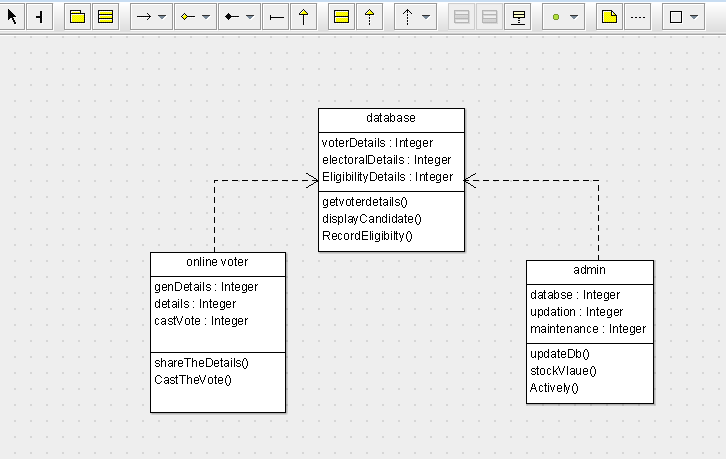 database
voterDetails : Integer
electoralDetails : Integer
EligibilityDetails : Integer
getvoterdetails()
displayCandidate()
RecordEligibilty()
online voter
genDetails : Integer
details : Integer
castVote : Integer
shareTheDetails()
CastTheVote()
admin
databse : Integer
updation : Integer
maintenance : Integer
updateDb()
stockVlaue()
Actively()